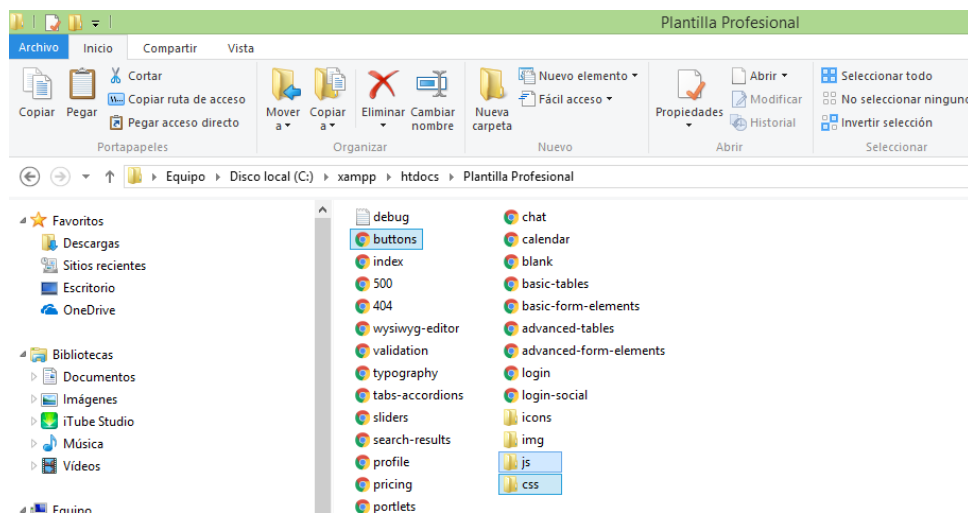 Plantilla Profesional
Archivo Inicio Compartir Vista
Copiar
Pegar
Cortar
Copiar ruta de acceso
Pegar acceso directo
Portapapeles
Mover a
Copiar a
Eliminar
Cambiar nombre
Organizar
Nueva carpeta
Nuevo elemento
Fácil acceso
Nuevo
Propiedades
Abrir
Modificar
Historial
Abrir
Seleccionar todo
No seleccionar ninguno
Invertir selección
Seleccionar
Equipo Disco local (C:) xampp htdocs Plantilla Profesional
Favoritos
Descargas
Sitios recientes
Escritorio
OneDrive
Bibliotecas
Documentos
Imágenes
iTube Studio
Música
Vídeos
Equipo
debug
buttons
index
500
404
wysiwyg-editor
validation
typography
tabs-accordions
sliders
search-results
profile
pricing
portlets
chat
calendar
blank
basic-tables
basic-form-elements
advanced-tables
advanced-form-elements
login
login-social
icons
img
js
css